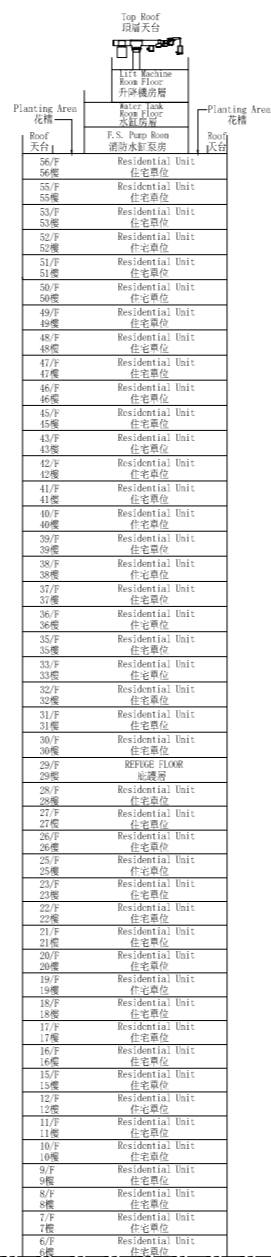 Top Roof
頂層天台
Lift Machine
Room Floor
升降機房層
Planting Area
花槽
Water Tank
Room Floor
水缸房層
Planting Area
花槽
Roof
天台
F.S. Pump Room
消防水缸泵房
Roof
天台
56/F Residential Unit
56樓 住宅單位
55/F Residential Unit
55樓 住宅單位
53/F Residential Unit
53樓 住宅單位
52/F Residential Unit
52樓 住宅單位
51/F Residential Unit
51樓 住宅單位
50/F Residential Unit
50樓 住宅單位
49/F Residential Unit
49樓 住宅單位
48/F Residential Unit
48樓 住宅單位
47/F Residential Unit
47樓 住宅單位
46/F Residential Unit
46樓 住宅單位
45/F Residential Unit
45樓 住宅單位
43/F Residential Unit
43樓 住宅單位
42/F Residential Unit
42樓 住宅單位
41/F Residential Unit
41樓 住宅單位
40/F Residential Unit
40樓 住宅單位
39/F Residential Unit
39樓 住宅單位
38/F Residential Unit
38樓 住宅單位
37/F Residential Unit
37樓 住宅單位
36/F Residential Unit
36樓 住宅單位
35/F Residential Unit
35樓 住宅單位
33/F Residential Unit
33樓 住宅單位
32/F Residential Unit
32樓 住宅單位
31/F Residential Unit
31樓 住宅單位
30/F Residential Unit
30樓 住宅單位
29/F REFUGE FLOOR
29樓 庇護層
28/F Residential Unit
28樓 住宅單位
27/F Residential Unit
27樓 住宅單位
26/F Residential Unit
26樓 住宅單位
25/F Residential Unit
25樓 住宅單位
23/F Residential Unit
23樓 住宅單位
22/F Residential Unit
22樓 住宅單位
21/F Residential Unit
21樓 住宅單位
20/F Residential Unit
20樓 住宅單位
19/F Residential Unit
19樓 住宅單位
18/F Residential Unit
18樓 住宅單位
17/F Residential Unit
17樓 住宅單位
16/F Residential Unit
16樓 住宅單位
15/F Residential Unit
15樓 住宅單位
12/F Residential Unit
12樓 住宅單位
11/F Residential Unit
11樓 住宅單位
10/F Residential Unit
10樓 住宅單位
9/F Residential Unit
9樓 住宅單位
8/F Residential Unit
8樓 住宅單位
7/F Residential Unit
7樓 住宅單位
6/F Residential Unit
6樓 住宅單位